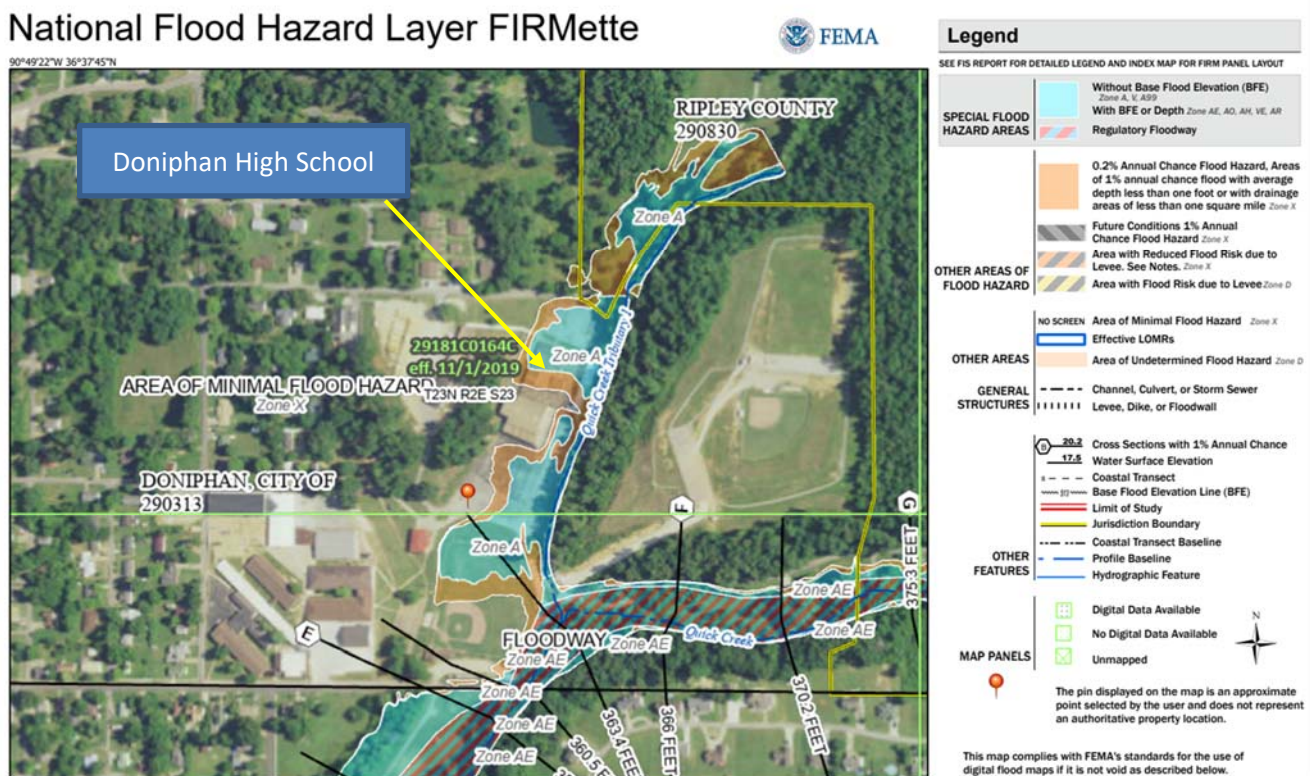 National Flood Hazard Layer FIRMette
FEMA
90°49'22"W 36°37'45"N
Doniphan High School
RIPLEY COUNTY
290830
Zone A
Quick Creek Tributary 1
29181C0164C
eff. 11/1/2019
Zone A
AREA OF MINIMAL FLOOD HAZARD
Zone X
T23N R2E S23
DONIPHAN, CITY OF
290313
F
G
375.3 FEET
Zone A
Zone AE
E
FLOODWAY
Zone AE
Quick Creek
Zone AE
Zone AE
Zone AE
Zone AE
Zone AE
360.5
363.4 FEE
366 FEET
370.2 FEET
Legend
SEE FIS REPORT FOR DETAILED LEGEND AND INDEX MAP FOR FIRM PANEL LAYOUT
SPECIAL FLOOD
HAZARD AREAS
Without Base Flood Elevation (BFE)
Zone A, V, A99
With BFE or Depth Zone AE, AO, AH, VE, AR
Regulatory Floodway
OTHER AREAS OF
FLOOD HAZARD
0.2% Annual Chance Flood Hazard, Areas
of 1% annual chance flood with average
depth less than one foot or with drainage
areas of less than one square mile Zone X
Future Conditions 1% Annual
Chance Flood Hazard Zone X
Area with Reduced Flood Risk due to
Levee. See Notes. Zone X
Area with Flood Risk due to Levee Zone D
OTHER AREAS
NO SCREEN Area of Minimal Flood Hazard Zone X
Effective LOMRs
Area of Undetermined Flood Hazard Zone D
GENERAL
STRUCTURES
Channel, Culvert, or Storm Sewer
Levee, Dike, or Floodwall
OTHER
FEATURES
B 20.2 Cross Sections with 1% Annual Chance
17.5 Water Surface Elevation
Coastal Transect
Base Flood Elevation Line (BFE)
Limit of Study
Jurisdiction Boundary
Coastal Transect Baseline
Profile Baseline
Hydrographic Feature
MAP PANELS
Digital Data Available
No Digital Data Available
Unmapped
N
The pin displayed on the map is an approximate
point selected by the user and does not represent
an authoritative property location.
This map complies with FEMA's standards for the use of
digital flood maps if it is not void as described below.